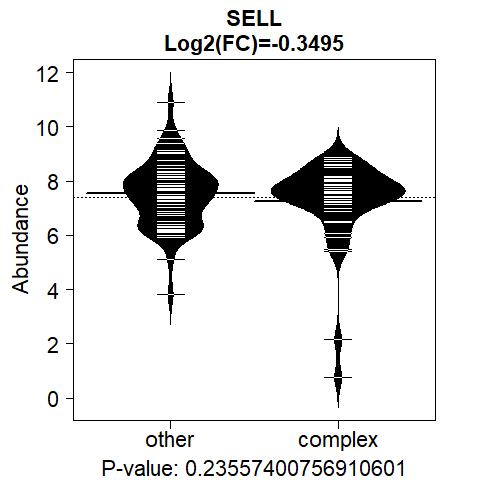 SELL
Log2(FC)=-0.3495
Abundance
12
10
8
6
4
2
0
other complex
P-value: 0.23557400756910601